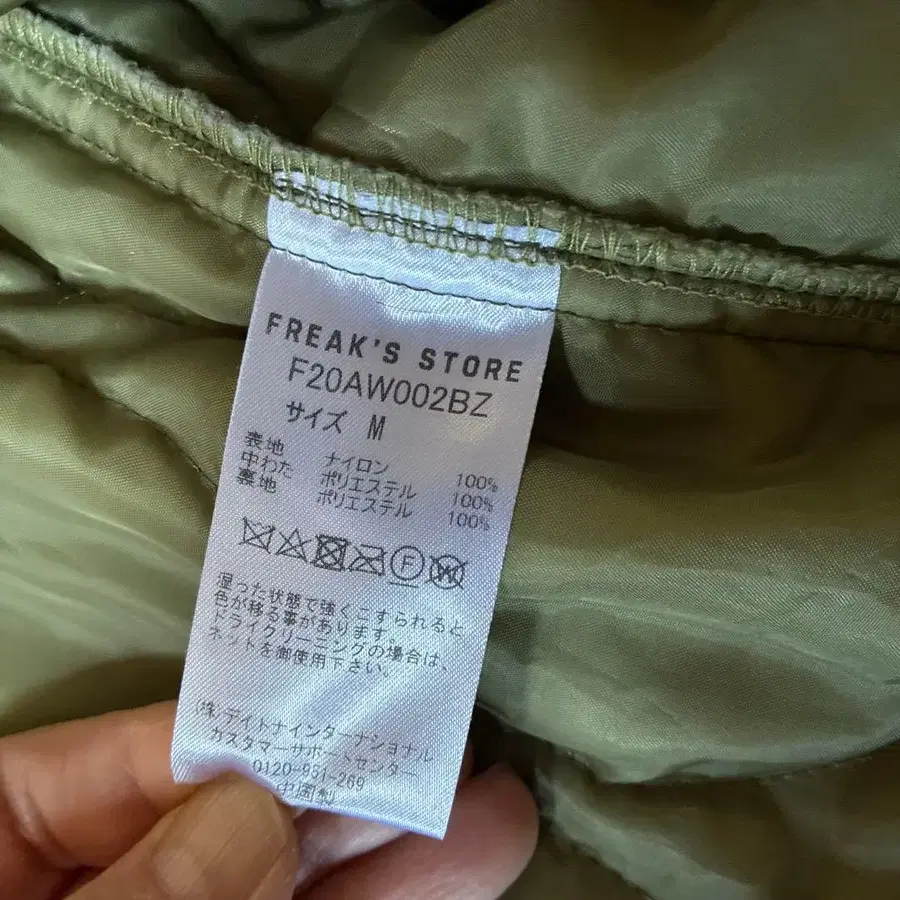 FREAK'S STORE
F20AW002BZ
サイズ M
表地 ナイロン 100%
中わた ポリエステル 100%
裏地 ポリエステル 100%
F W
湿った状態で強くこすられると
色が移る事があります。
ドライクリーニングの場合は、
ネットを御使用下さい。
(株)デイトナインターナショナル
カスタマーサポートセンター
0120-951-269
中国製